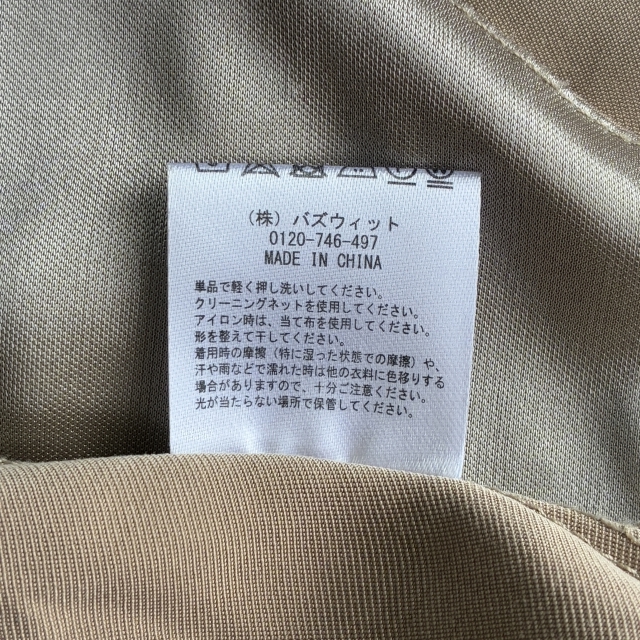 (株) バズウィット
0120-746-497
MADE IN CHINA
単品で軽く押し洗いしてください。
クリーニングネットを使用してください。
アイロン時は、当て布を使用してください。
形を整えて干してください。
着用時の摩擦（特に湿った状態での摩擦）や、
汗や雨などで濡れた時は他の衣料に色移りする
場合がありますので、十分ご注意ください。
光が当たらない場所で保管してください。